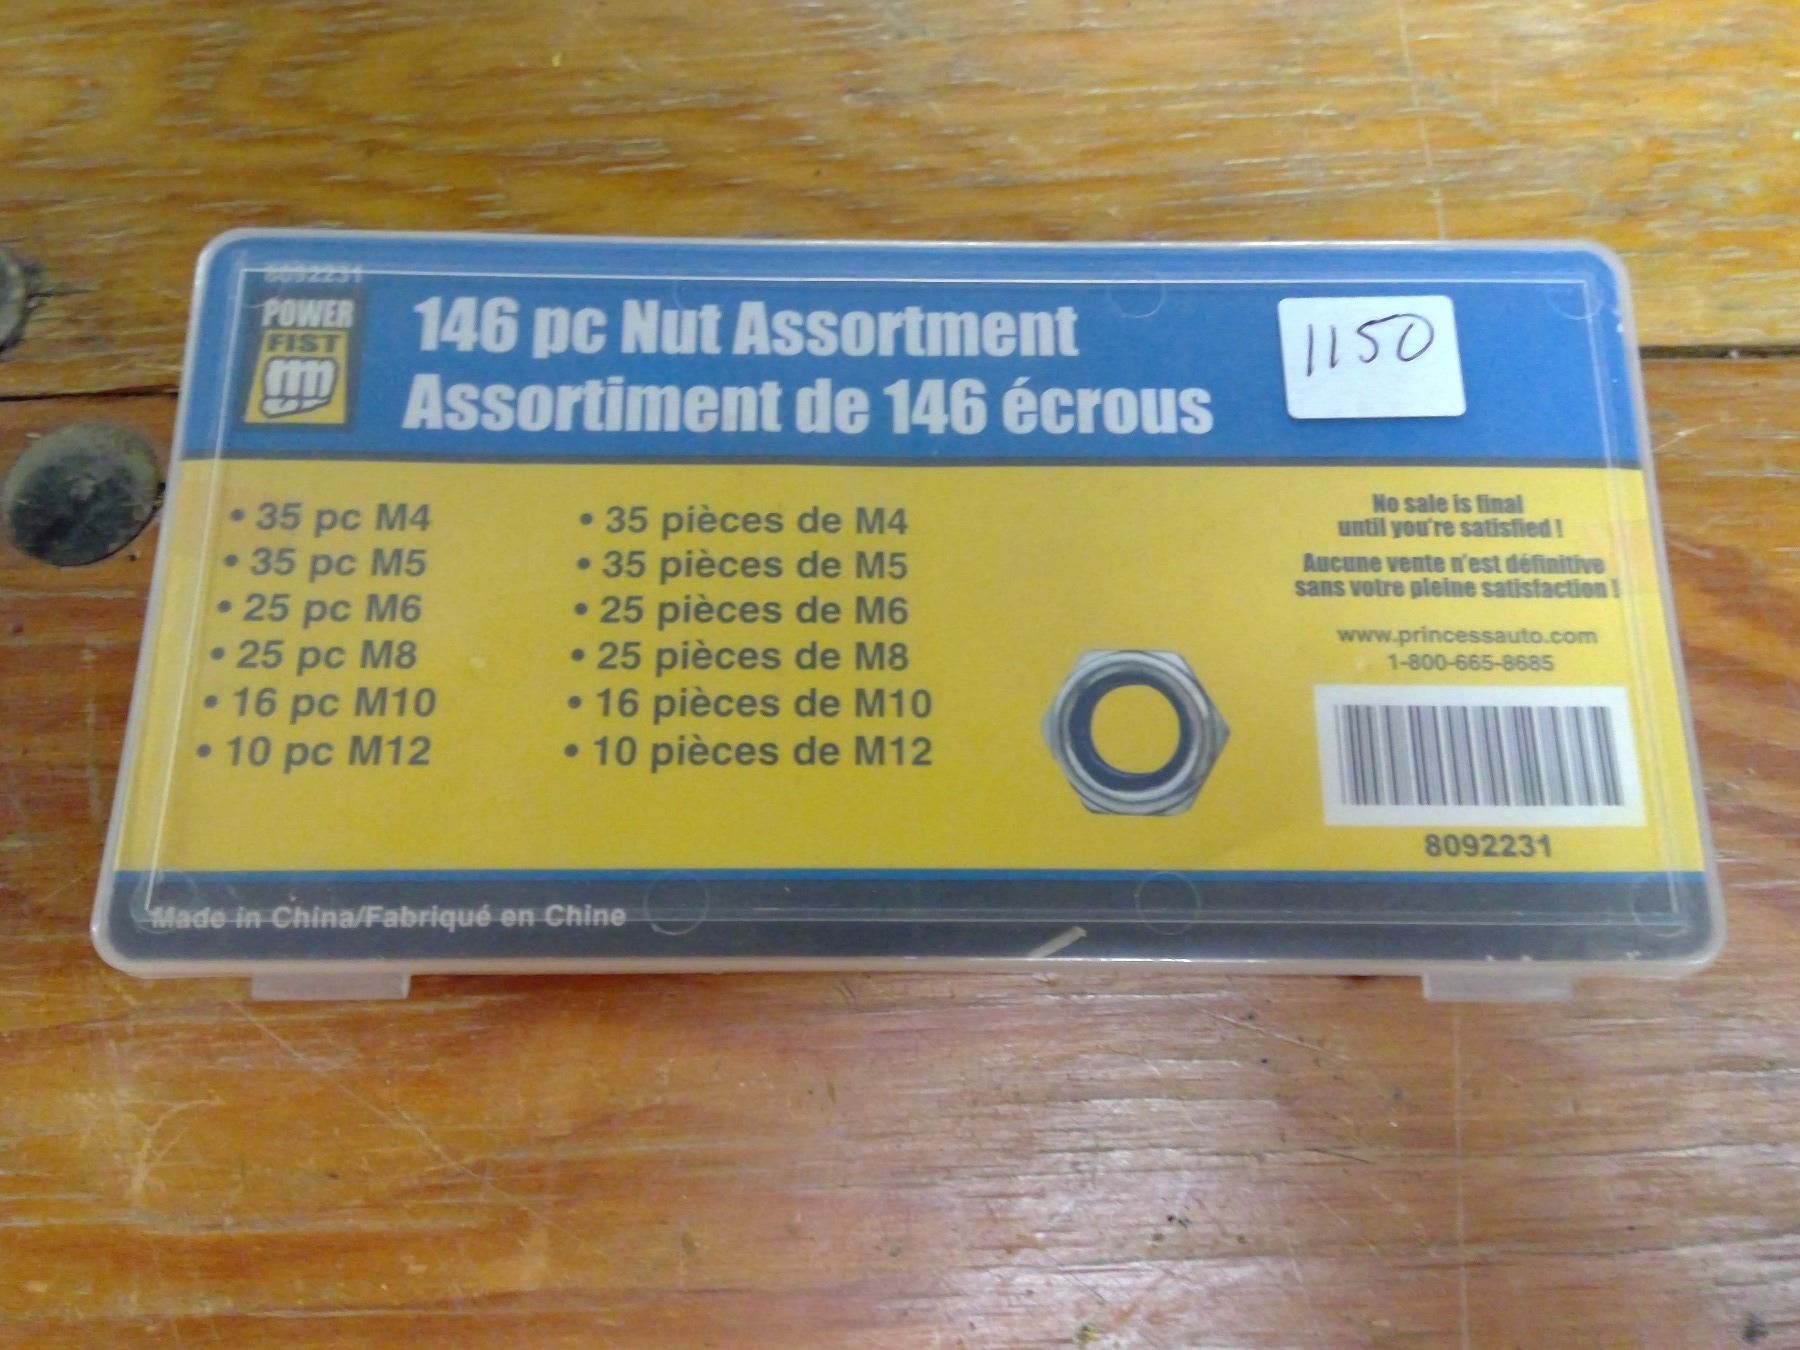 8092231
POWER
FIST
146 pc Nut Assortment
Assortiment de 146 écrous
1150
• 35 pc M4
• 35 pc M5
• 25 pc M6
• 25 pc M8
• 16 pc M10
• 10 pc M12
• 35 pièces de M4
• 35 pièces de M5
• 25 pièces de M6
• 25 pièces de M8
• 16 pièces de M10
• 10 pièces de M12
No sale is final
until you're satisfied !
Aucune vente n'est définitive
sans votre pleine satisfaction !
www.princessauto.com
1-800-665-8685
8092231
Made in China/Fabriqué en Chine